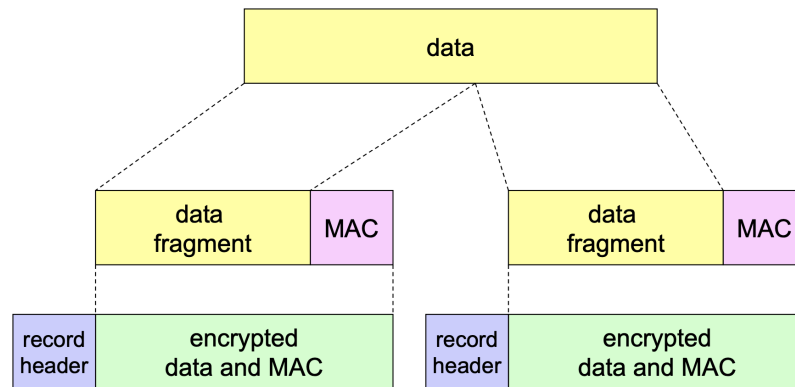 data
data
fragment
MAC
data
fragment
MAC
record
header
encrypted
data and MAC
record
header
encrypted
data and MAC